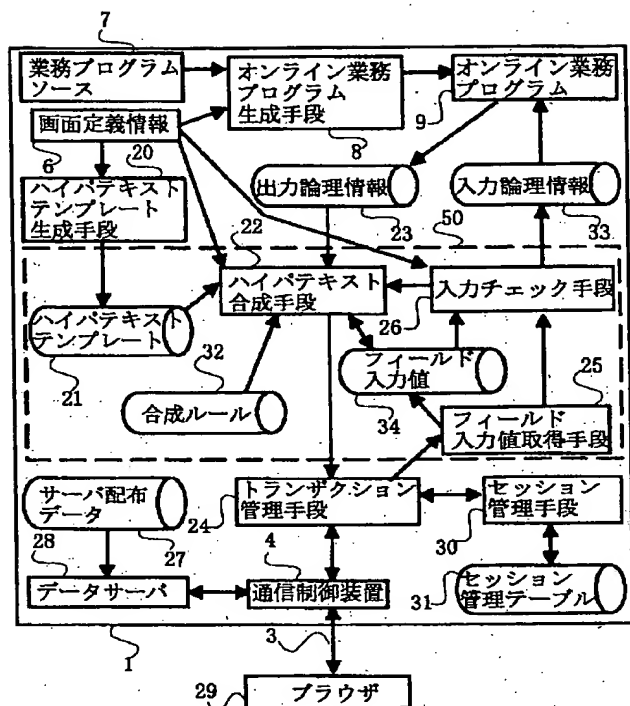 7
業務プログラム
ソース
オンライン業務
プログラム
生成手段
オンライン業務
プログラム
画面定義情報
8
9
6
20
ハイパテキスト
テンプレート
生成手段
出力論理情報
入力論理情報
22
23
50
33
ハイパテキスト
合成手段
入力チェック手段
26
ハイパテキスト
テンプレート
21
32
フィールド
入力値
25
合成ルール
34
フィールド
入力値取得手段
サーバ配布
データ
トランザクション
管理手段
セッション
管理手段
28
27
24
4
30
データサーバ
通信制御装置
セッション
管理テーブル
31
3
1
29
ブラウザ